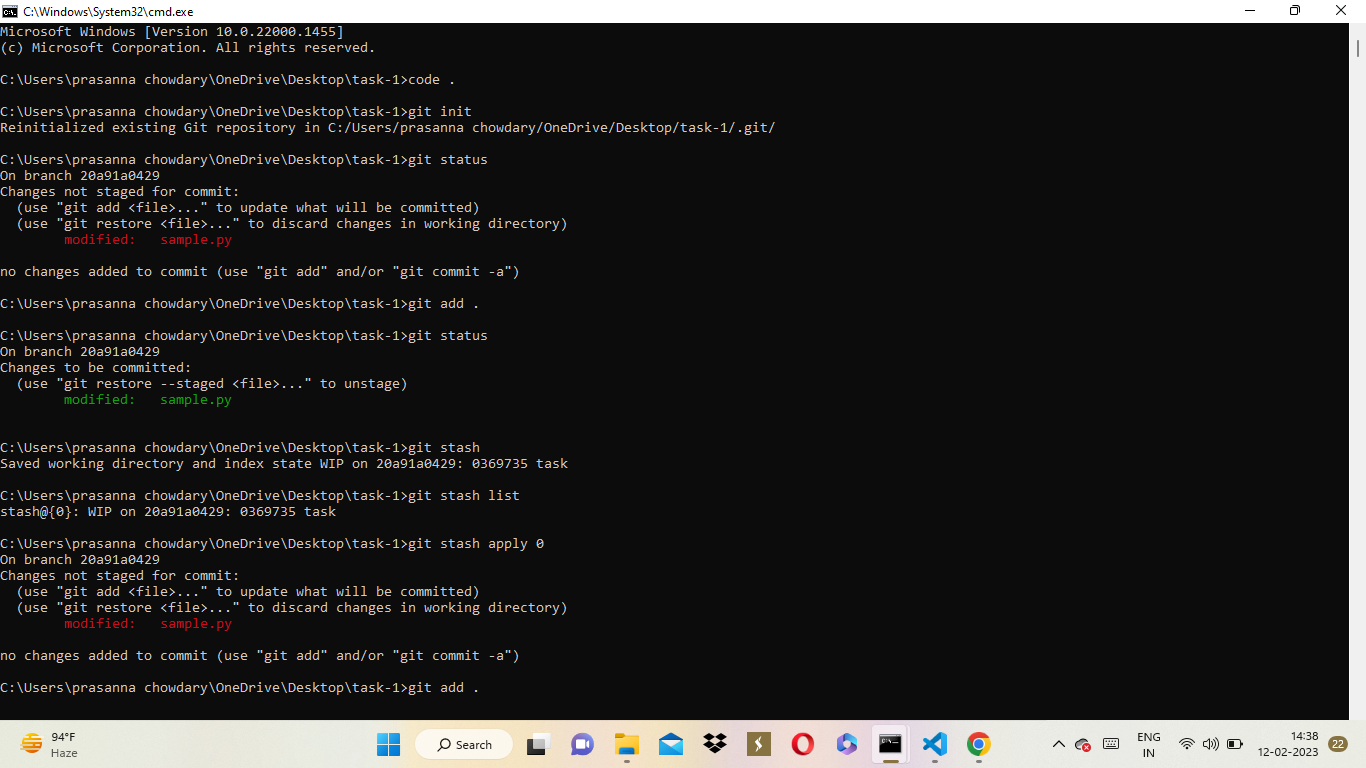 C:\Windows\System32\cmd.exe
Microsoft Windows [Version 10.0.22000.1455]
(c) Microsoft Corporation. All rights reserved.
C:\Users\prasanna chowdary\OneDrive\Desktop\task-1>code .
C:\Users\prasanna chowdary\OneDrive\Desktop\task-1>git init
Reinitialized existing Git repository in C:/Users/prasanna chowdary/OneDrive/Desktop/task-1/.git/
C:\Users\prasanna chowdary\OneDrive\Desktop\task-1>git status
On branch 20a91a0429
Changes not staged for commit:
  (use "git add <file>..." to update what will be committed)
  (use "git restore <file>..." to discard changes in working directory)
        modified:   sample.py
no changes added to commit (use "git add" and/or "git commit -a")
C:\Users\prasanna chowdary\OneDrive\Desktop\task-1>git add .
C:\Users\prasanna chowdary\OneDrive\Desktop\task-1>git status
On branch 20a91a0429
Changes to be committed:
  (use "git restore --staged <file>..." to unstage)
        modified:   sample.py
C:\Users\prasanna chowdary\OneDrive\Desktop\task-1>git stash
Saved working directory and index state WIP on 20a91a0429: 0369735 task
C:\Users\prasanna chowdary\OneDrive\Desktop\task-1>git stash list
stash@{0}: WIP on 20a91a0429: 0369735 task
C:\Users\prasanna chowdary\OneDrive\Desktop\task-1>git stash apply 0
On branch 20a91a0429
Changes not staged for commit:
  (use "git add <file>..." to update what will be committed)
  (use "git restore <file>..." to discard changes in working directory)
        modified:   sample.py
no changes added to commit (use "git add" and/or "git commit -a")
C:\Users\prasanna chowdary\OneDrive\Desktop\task-1>git add .
94°F
Haze
Search
ENG
IN
14:38
12-02-2023
22